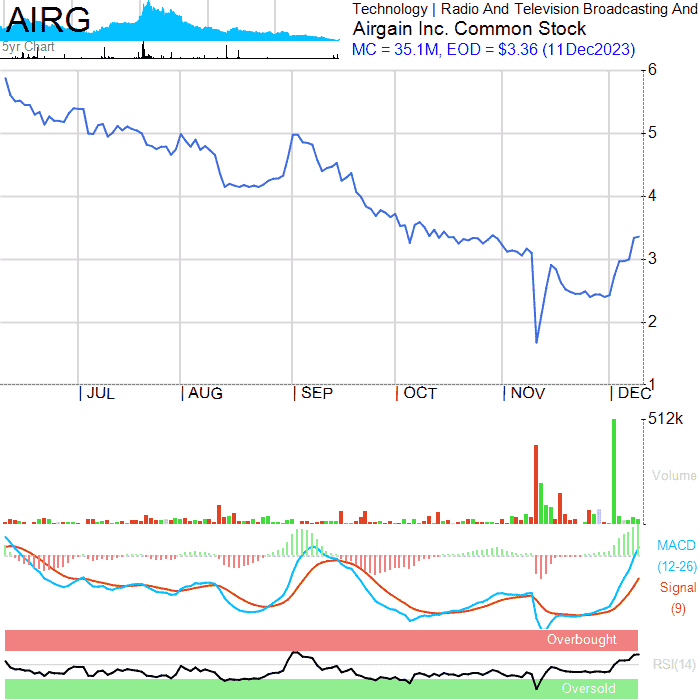 AIRG
5yr Chart
Technology | Radio And Television Broadcasting And
Airgain Inc. Common Stock
MC = 35.1M, EOD = $3.36 (11Dec2023)
6
5
4
3
2
1
JUL
AUG
SEP
OCT
NOV
DEC
512k
Volume
MACD
(12-26)
Signal
(9)
Overbought
RSI(14)
Oversold